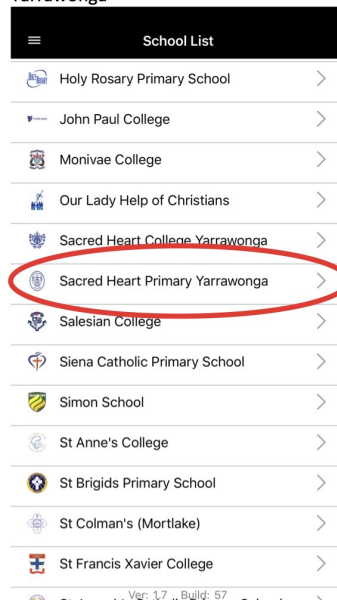 School List
Holy Rosary Primary School
John Paul College
Monivae College
Our Lady Help of Christians
Sacred Heart College Yarrawonga
Sacred Heart Primary Yarrawonga
Salesian College
Siena Catholic Primary School
Simon School
St Anne's College
St Brigids Primary School
St Colman's (Mortlake)
St Francis Xavier College
Ver: 1.7 Build: 57